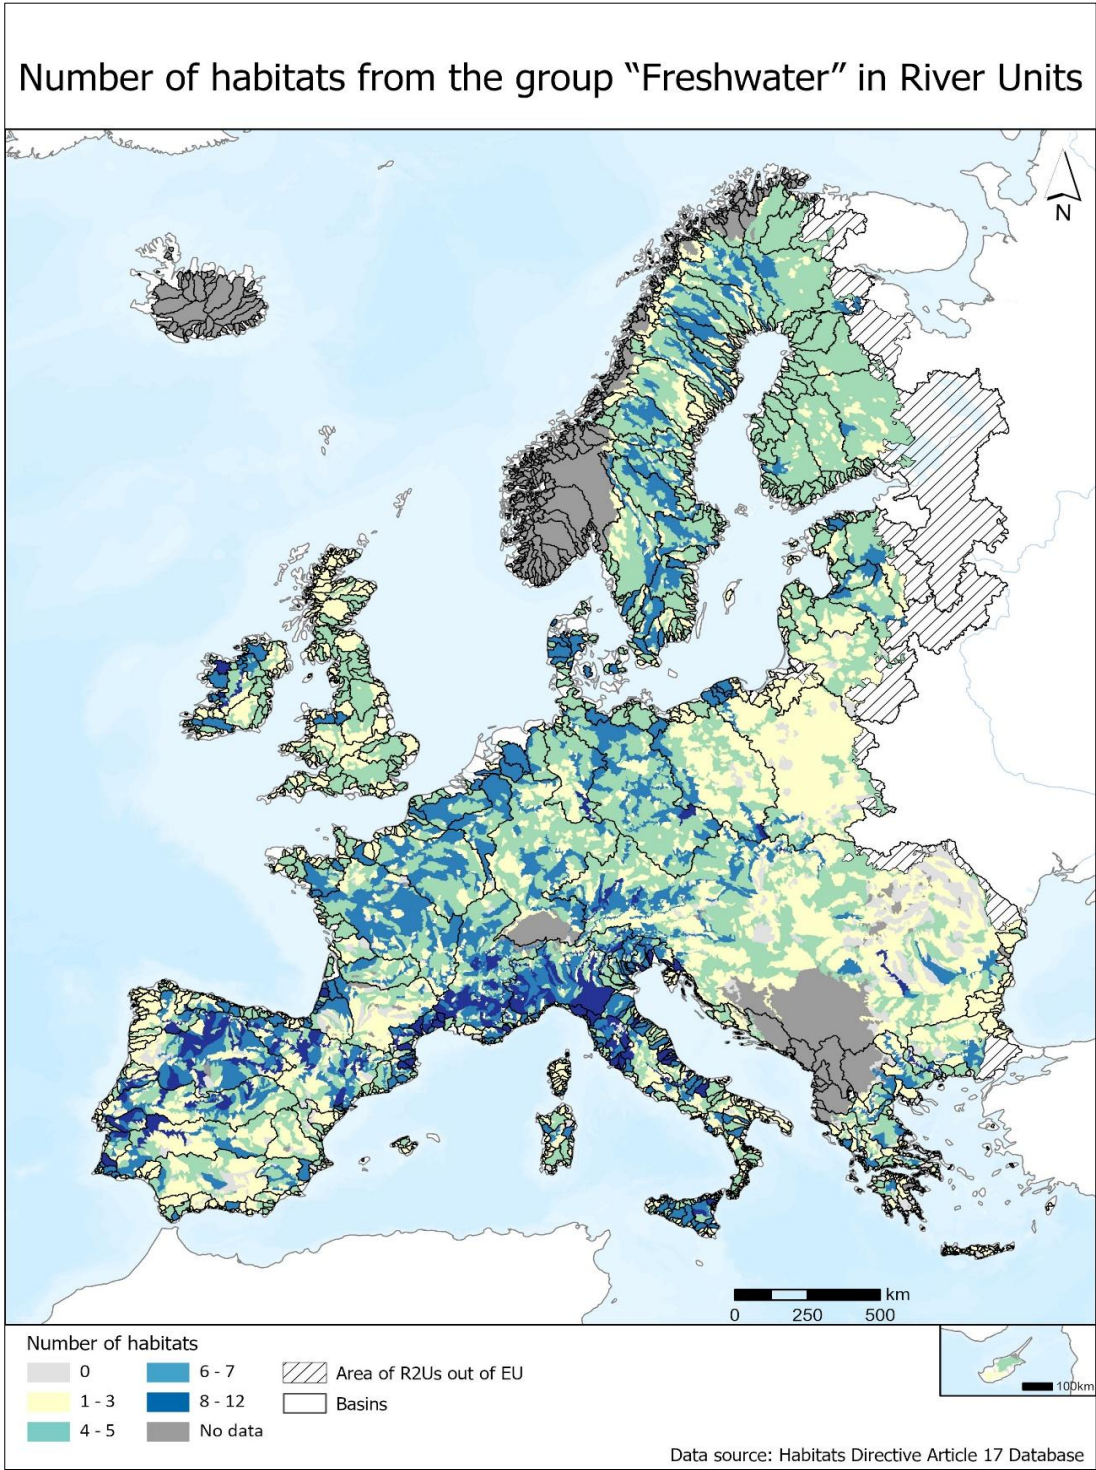 Number of habitats from the group “Freshwater” in River Units
N
km
0 250 500
Number of habitats
0
1 - 3
4 - 5
6 - 7
8 - 12
No data
Area of R2Us out of EU
Basins
100km
Data source: Habitats Directive Article 17 Database